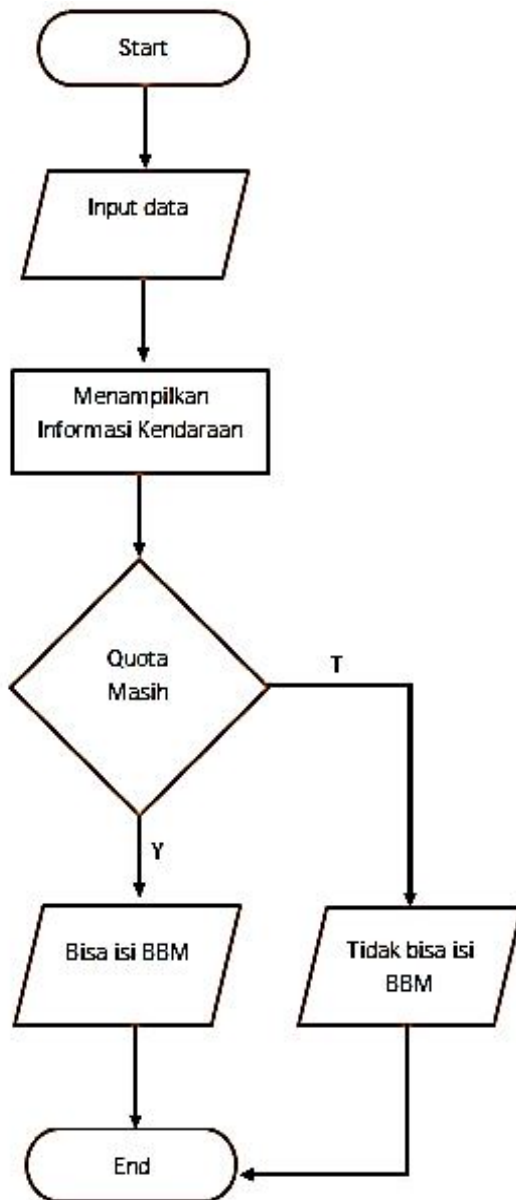 Start
Input data
Menampilkan
Informasi Kendaraan
Quota
Masih
T
Y
Bisa isi BBM
Tidak bisa isi
BBM
End